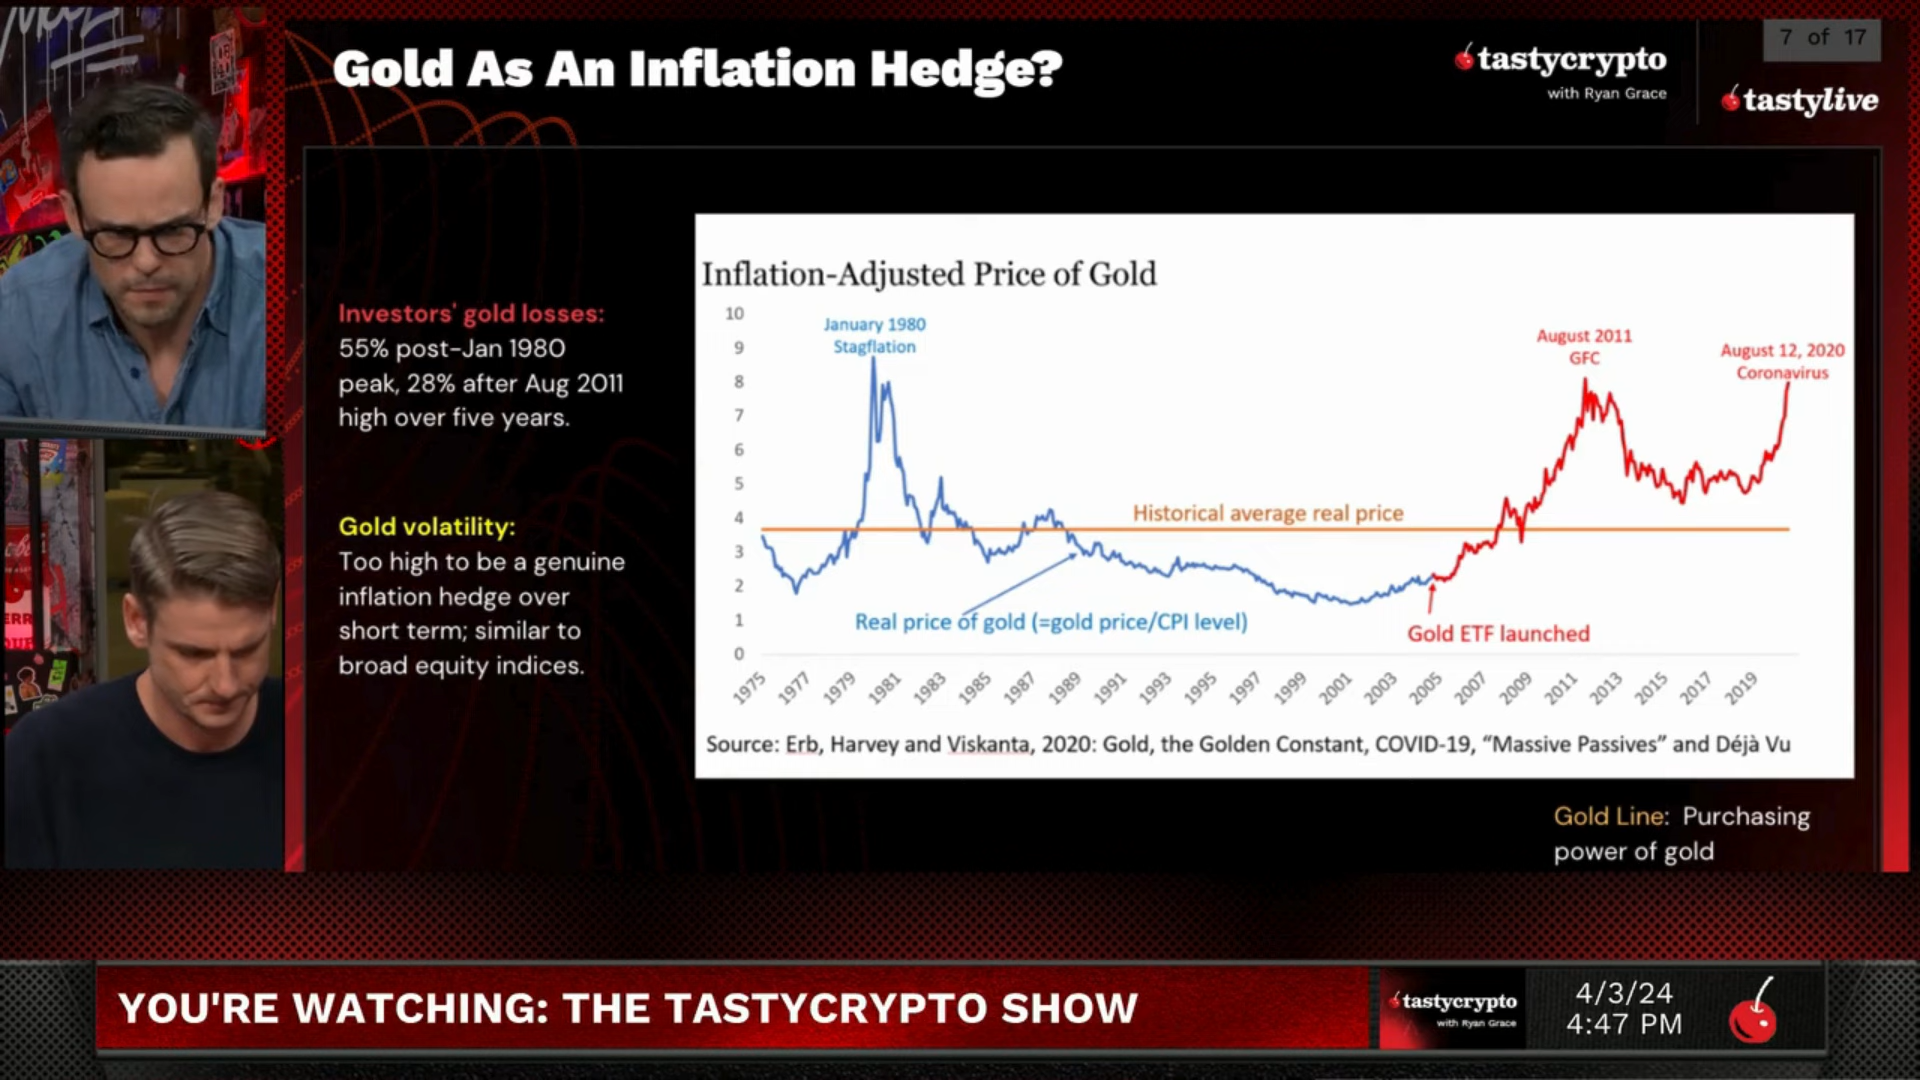 Gold As An Inflation Hedge?
tastycrypto
with Ryan Grace
7 of 17
tastylive
Investors' gold losses:
55% post-Jan 1980
peak, 28% after Aug 2011
high over five years.
Gold volatility:
Too high to be a genuine
inflation hedge over
short term; similar to
broad equity indices.
Inflation-Adjusted Price of Gold
10
9
8
7
6
5
4
3
2
1
0
January 1980
Stagflation
August 2011
GFC
August 12, 2020
Coronavirus
Historical average real price
Real price of gold (=gold price/CPI level)
Gold ETF launched
1975 1977 1979 1981 1983 1985 1987 1989 1991 1993 1995 1997 1999 2001 2003 2005 2007 2009 2011 2013 2015 2017 2019
Source: Erb, Harvey and Viskanta, 2020: Gold, the Golden Constant, COVID-19, “Massive Passives” and Déjà Vu
Gold Line: Purchasing
power of gold
YOU'RE WATCHING: THE TASTYCRYPTO SHOW
tastycrypto
with Ryan Grace
4/3/24
4:47 PM